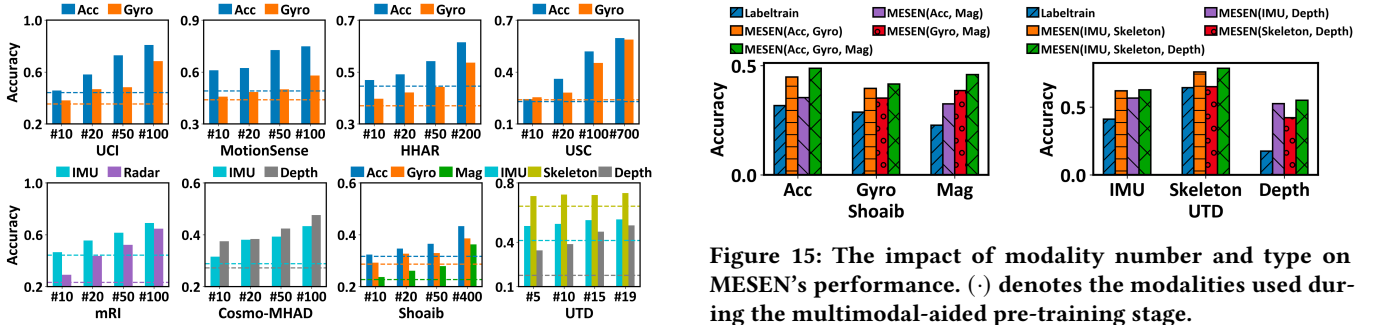 Acc Gyro
Acc Gyro
Acc Gyro
Acc Gyro
Accuracy
1.0
0.6
0.2
#10 #20 #50 #100
UCI
0.9
0.6
0.3
#10 #20 #50 #100
MotionSense
0.7
0.5
0.3
#10 #20 #50 #200
HHAR
0.7
0.4
0.1
#10 #20 #100#700
USC
IMU Radar
IMU Depth
Acc Gyro Mag
IMU Skeleton Depth
Accuracy
1.0
0.6
0.2
#10 #20 #50 #100
mRI
0.6
0.4
0.2
#10 #20 #50 #100
Cosmo-MHAD
0.6
0.4
0.2
#10 #20 #50 #400
Shoaib
0.8
0.4
0.1
#5 #10 #15 #19
UTD
Labeltrain MESEN(Acc, Mag)
MESEN(Acc, Gyro) MESEN(Gyro, Mag)
MESEN(Acc, Gyro, Mag)
Accuracy
0.5
0.0
Acc Gyro Mag
Shoaib
Labeltrain MESEN(IMU, Depth)
MESEN(IMU, Skeleton) MESEN(Skeleton, Depth)
MESEN(IMU, Skeleton, Depth)
Accuracy
0.5
0.0
IMU Skeleton Depth
UTD
Figure 15: The impact of modality number and type on
MESEN's performance. (·) denotes the modalities used dur-
ing the multimodal-aided pre-training stage.